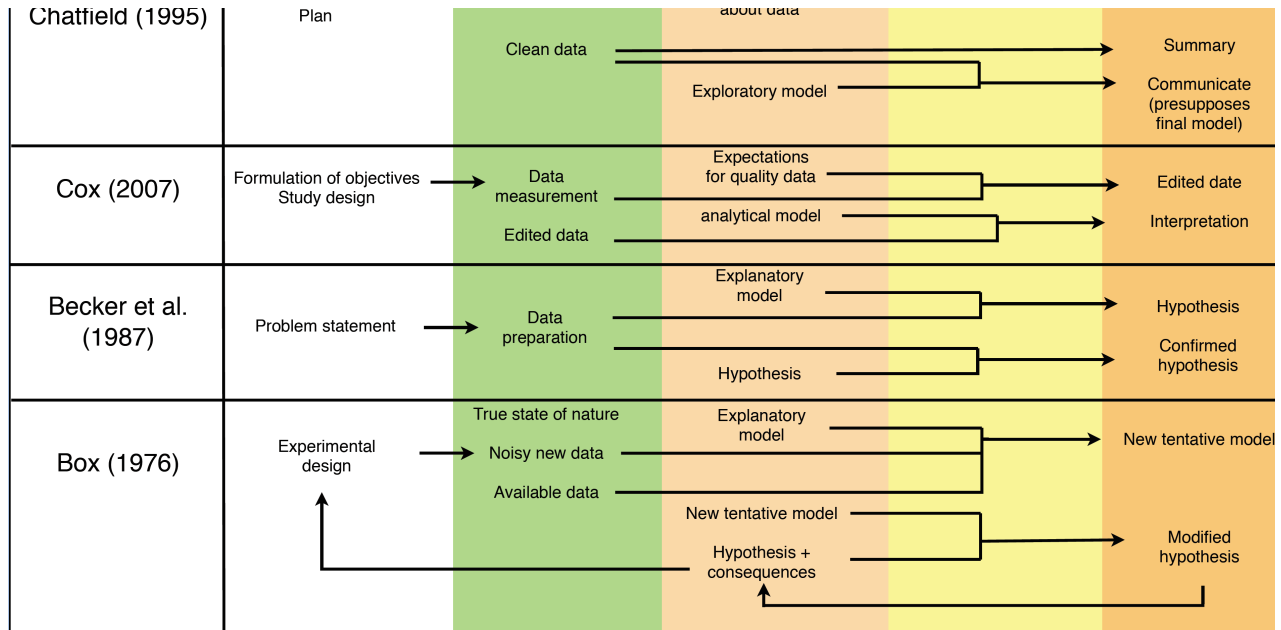 Chatfield (1995)
Plan
about data
Clean data
Summary
Exploratory model
Communicate
(presupposes
final model)
Cox (2007)
Formulation of objectives
Study design
Data
measurement
Expectations
for quality data
Edited date
analytical model
Interpretation
Edited data
Becker et al.
(1987)
Problem statement
Data
preparation
Explanatory
model
Hypothesis
Hypothesis
Confirmed
hypothesis
Box (1976)
Experimental
design
True state of nature
Noisy new data
Available data
Explanatory
model
New tentative model
New tentative model
Hypothesis +
consequences
Modified
hypothesis